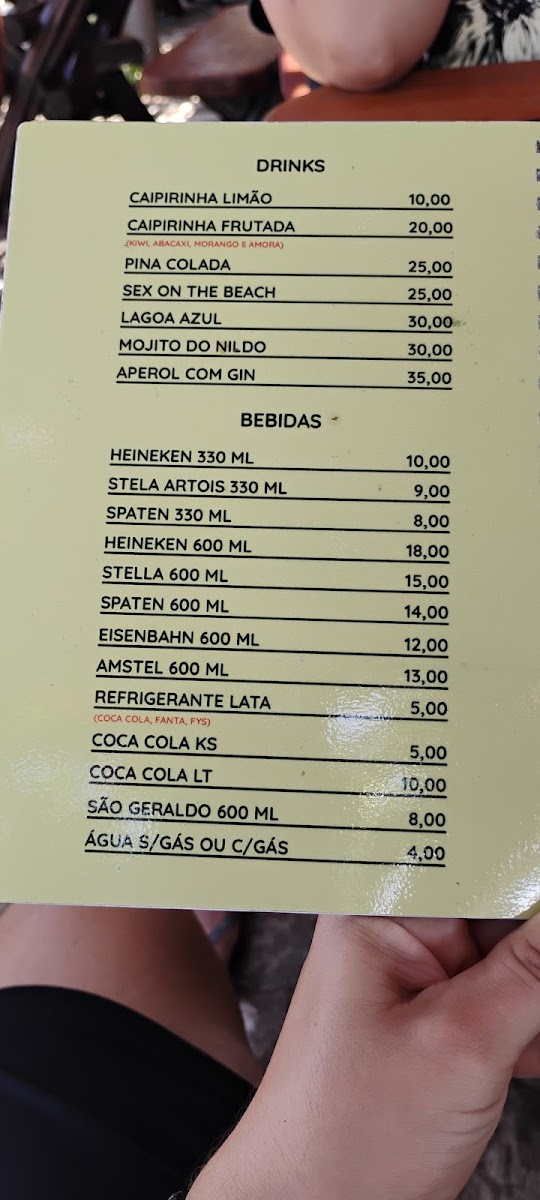 DRINKS
CAIPIRINHA LIMÃO 10,00
CAIPIRINHA FRUTADA 20,00
(KIWI, ABACAXI, MORANGO E AMORA)
PINA COLADA 25,00
SEX ON THE BEACH 25,00
LAGOA AZUL 30,00
MOJITO DO NILDO 30,00
APEROL COM GIN 35,00
BEBIDAS
HEINEKEN 330 ML 10,00
STELA ARTOIS 330 ML 9,00
SPATEN 330 ML 8,00
HEINEKEN 600 ML 18,00
STELLA 600 ML 15,00
SPATEN 600 ML 14,00
EISENBAHN 600 ML 12,00
AMSTEL 600 ML 13,00
REFRIGERANTE LATA 5,00
(COCA COLA, FANTA, FYS)
COCA COLA KS 5,00
COCA COLA LT 10,00
SÃO GERALDO 600 ML 8,00
ÁGUA S/GÁS OU C/GÁS 4,00